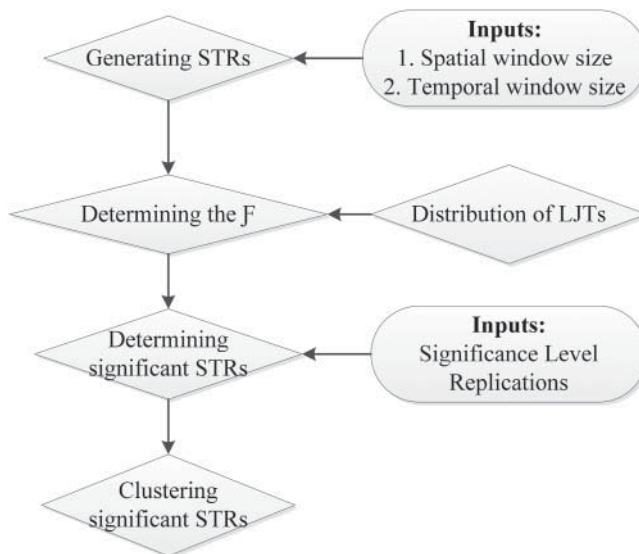 Generating STRs
Inputs:
1. Spatial window size
2. Temporal window size
Determining the Ƒ
Distribution of LJTs
Determining
significant STRs
Inputs:
Significance Level
Replications
Clustering
significant STRs